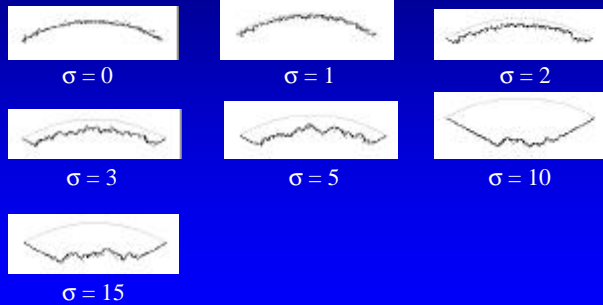 σ = 0
σ = 1
σ = 2
σ = 3
σ = 5
σ = 10
σ = 15